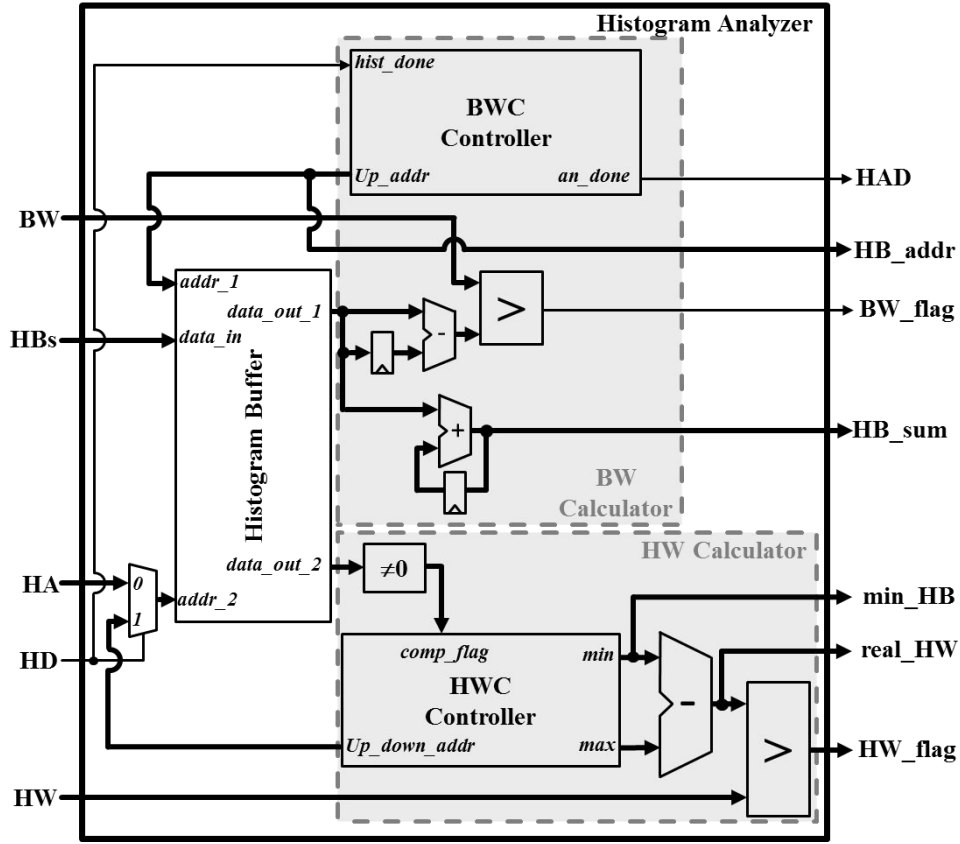 Histogram Analyzer
hist_done
BWC
Controller
Up_addr
an_done
HAD
BW
HB_addr
addr_1
data_out_1
>
BW_flag
-
HBs
data_in
Histogram Buffer
+
HB_sum
BW
Calculator
HW Calculator
data_out_2
≠0
HA
0
addr_2
1
min_HB
comp_flag
min
real_HW
HD
HWC
Controller
-
Up_down_addr
max
>
HW_flag
HW